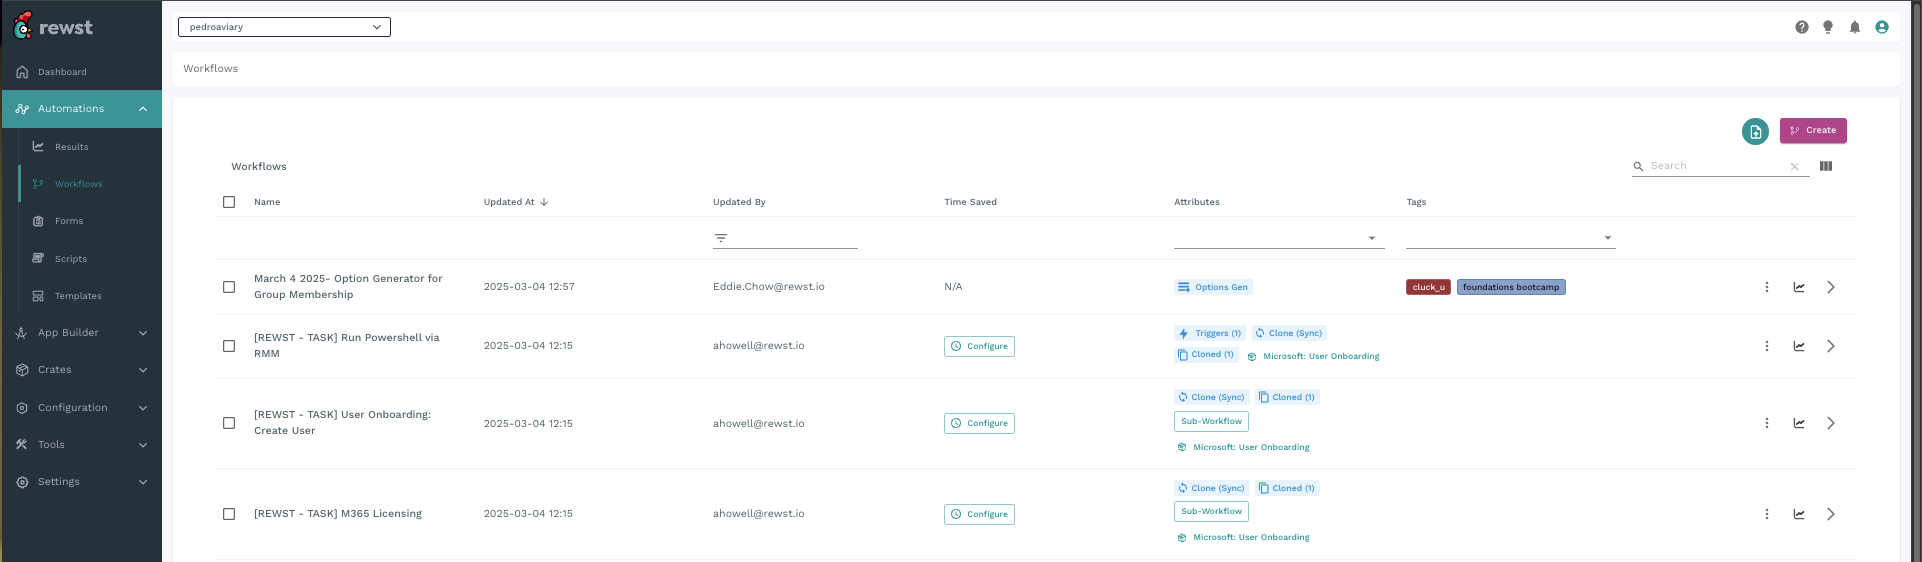 rewst
pedroaviary
Dashboard
Workflows
Automations
Create
Results
Workflows
Search
Workflows
Name
Updated At
Updated By
Time Saved
Attributes
Tags
Forms
Scripts
Templates
March 4 2025- Option Generator for
Group Membership
2025-03-04 12:57
Eddie.Chow@rewst.io
N/A
Options Gen
cluck_u
foundations bootcamp
App Builder
[REWST - TASK] Run Powershell via
RMM
2025-03-04 12:15
ahowell@rewst.io
Configure
Triggers (1)
Clone (Sync)
Cloned (1)
Microsoft: User Onboarding
Crates
Configuration
[REWST - TASK] User Onboarding:
Create User
2025-03-04 12:15
ahowell@rewst.io
Configure
Clone (Sync)
Cloned (1)
Sub-Workflow
Microsoft: User Onboarding
Tools
Settings
[REWST - TASK] M365 Licensing
2025-03-04 12:15
ahowell@rewst.io
Configure
Clone (Sync)
Cloned (1)
Sub-Workflow
Microsoft: User Onboarding